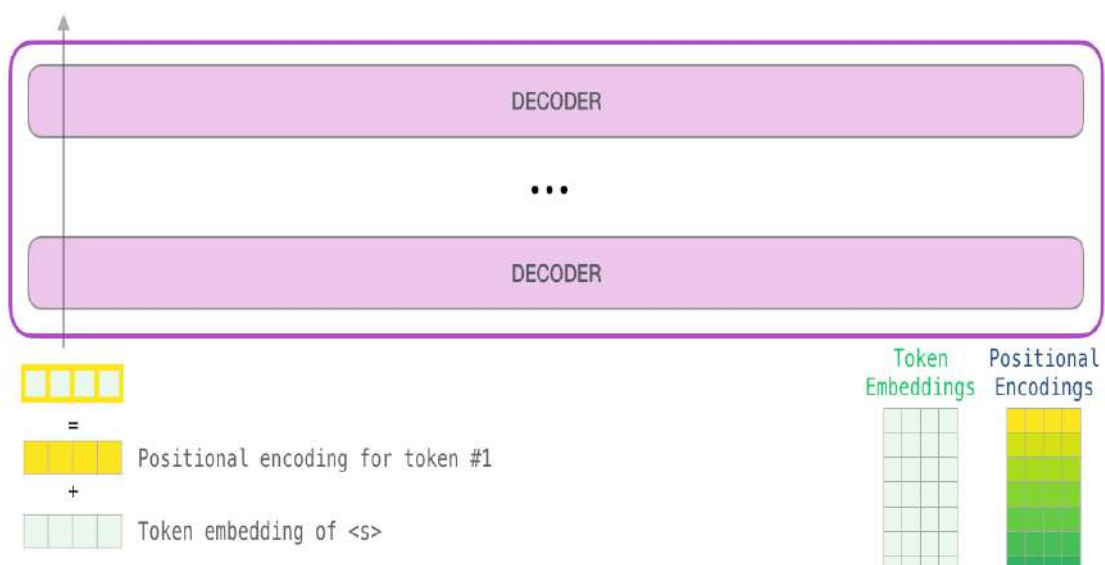 DECODER
...
DECODER
Token Embeddings
Positional Encodings
=
Positional encoding for token #1
+
Token embedding of <s>